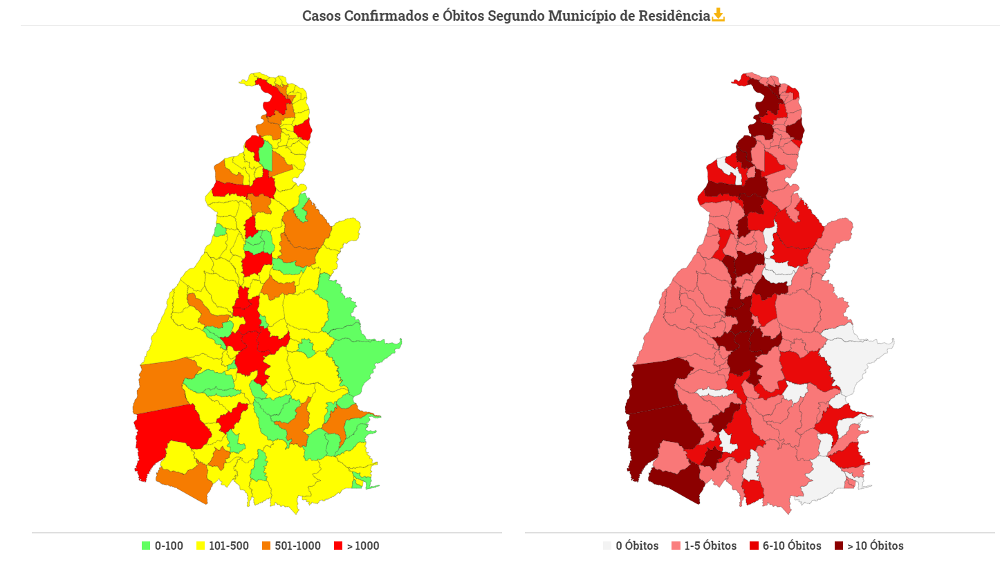 Casos Confirmados e Óbitos Segundo Município de Residência
0-100 101-500 501-1000 > 1000
0 Óbitos 1-5 Óbitos 6-10 Óbitos > 10 Óbitos